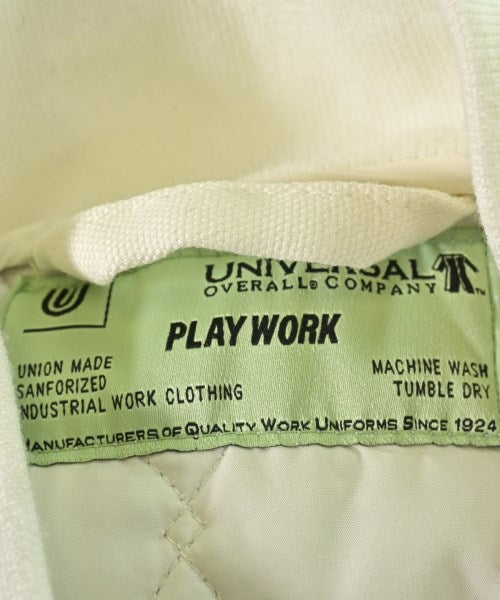 UNIVERSAL
OVERALL® COMPANY
PLAY WORK
UNION MADE
SANFORIZED
INDUSTRIAL WORK CLOTHING
MACHINE WASH
TUMBLE DRY
MANUFACTURERS OF QUALITY WORK UNIFORMS SINCE 1924